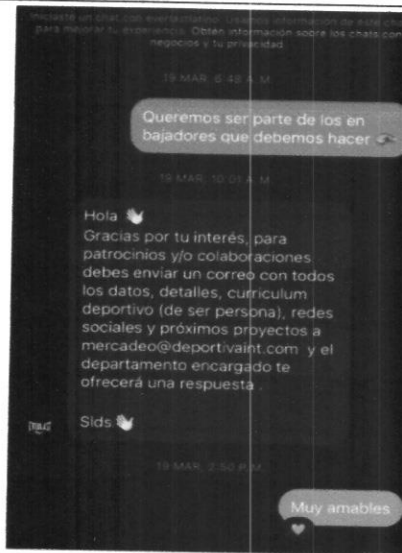 Iniciaste un chat con everlastlatino. Usamos información de este chat
para mejorar tu experiencia. Obtén información sobre los chats con
negocios y tu privacidad
19 MAR, 6:48 A.M.
Queremos ser parte de los en
bajadores que debemos hacer
19 MAR, 10:01 A.M.
Hola
Gracias por tu interés, para
patrocinios y/o colaboraciones
debes enviar un correo con todos
los datos, detalles, curriculum
deportivo (de ser persona), redes
sociales y próximos proyectos a
mercadeo@deportivaint.com y el
departamento encargado te
ofrecerá una respuesta .
Slds
19 MAR, 2:50 P.M.
Muy amables